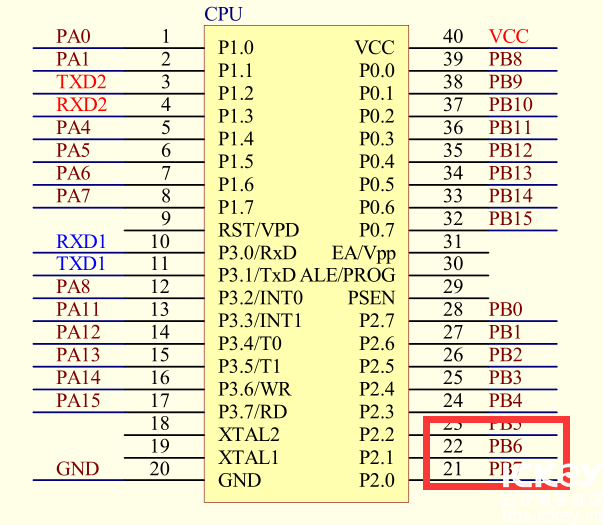 CPU
PA0 1 P1.0 VCC 40 VCC
PA1 2 P1.1 P0.0 39 PB8
TXD2 3 P1.2 P0.1 38 PB9
RXD2 4 P1.3 P0.2 37 PB10
PA4 5 P1.4 P0.3 36 PB11
PA5 6 P1.5 P0.4 35 PB12
PA6 7 P1.6 P0.5 34 PB13
PA7 8 P1.7 P0.6 33 PB14
9 RST/VPD P0.7 32 PB15
RXD1 10 P3.0/RxD EA/Vpp 31
TXD1 11 P3.1/TxD ALE/PROG 30
PA8 12 P3.2/INT0 PSEN 29
PA11 13 P3.3/INT1 P2.7 28 PB0
PA12 14 P3.4/T0 P2.6 27 PB1
PA13 15 P3.5/T1 P2.5 26 PB2
PA14 16 P3.6/WR P2.4 25 PB3
PA15 17 P3.7/RD P2.3 24 PB4
18 XTAL2 P2.2 23 PB5
19 XTAL1 P2.1 22 PB6
GND 20 GND P2.0 21 PB7